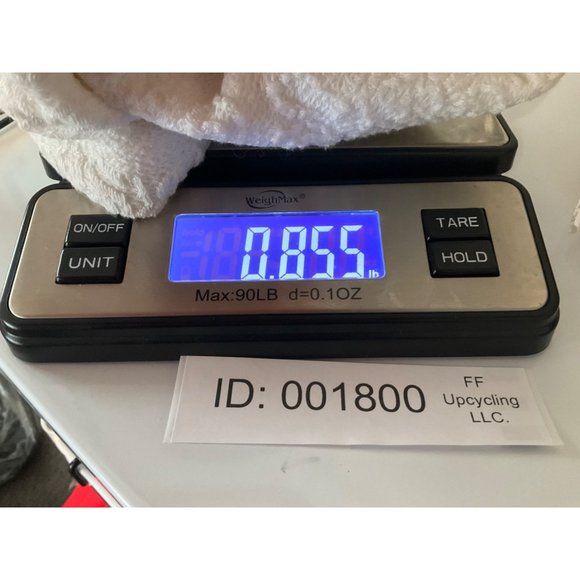 WeighMax®
ON/OFF
UNIT
0.855 lb
TARE
HOLD
Max:90LB d=0.1OZ
ID: 001800
FF
Upcycling
LLC.